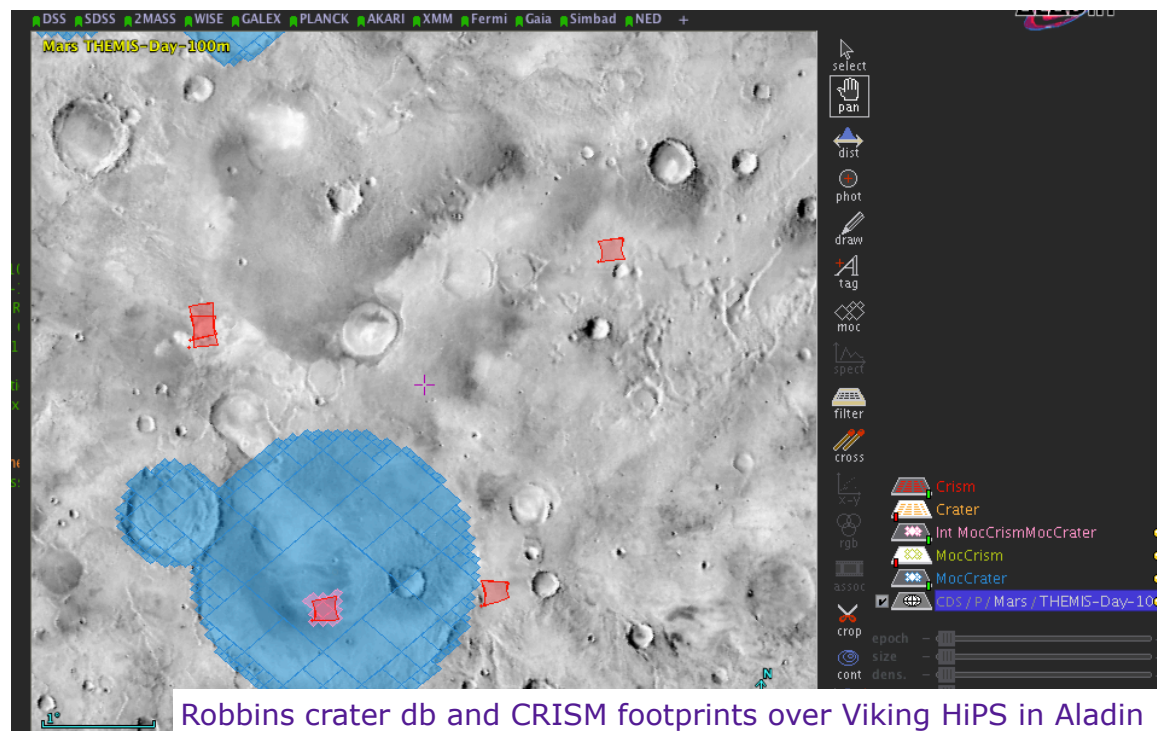 DSS SDSS 2MASS WISE GALEX PLANCK AKARI XMM Fermi Gaia Simbad NED +
Mars THEMIS-Day-100m
select
pan
dist
phot
draw
tag
moc
spect
filter
cross
x-y
rgb
assoc
crop
cont
Crism
Crater
Int MocCrismMocCrater
MocCrism
MocCrater
CDS/P/Mars/THEMIS-Day-10
epoch
size
dens.
N
1°
Robbins crater db and CRISM footprints over Viking HiPS in Aladin